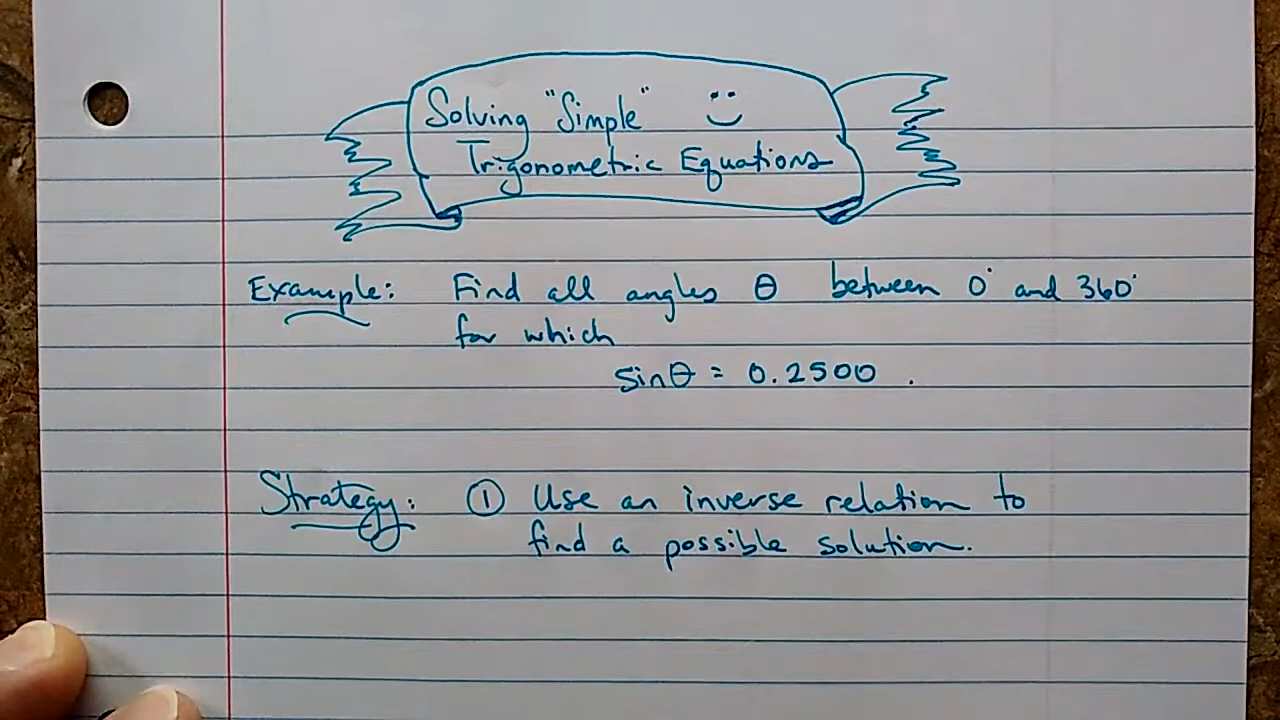 Solving "Simple"
Trigonometric Equations
Example: Find all angles θ between 0° and 360°
for which
sinθ = 0.2500 .
Strategy: ① Use an inverse relation to
find a possible solution.